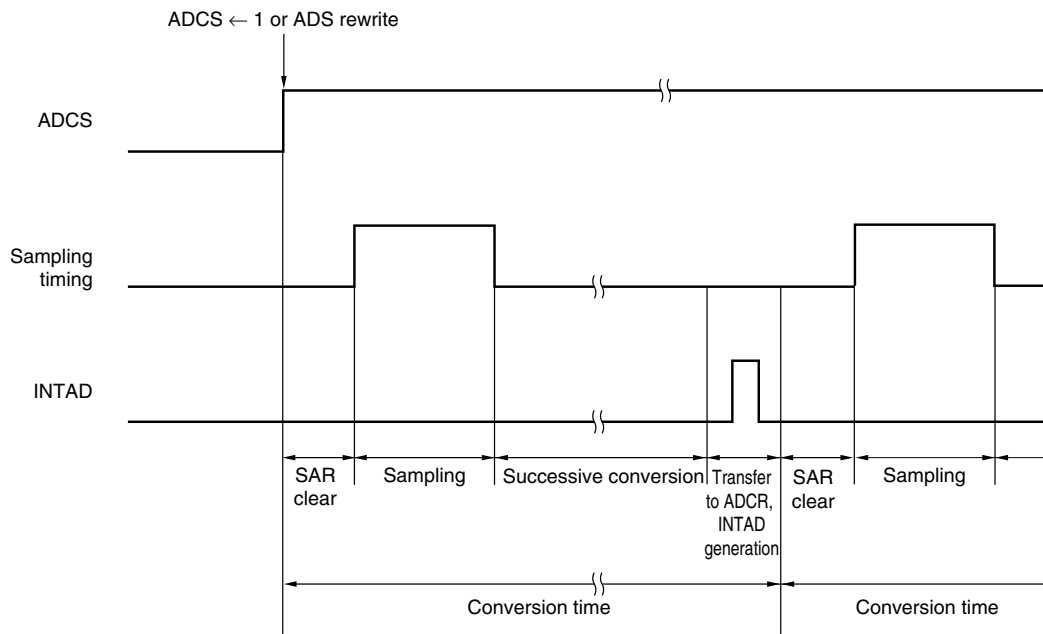 ADCS ← 1 or ADS rewrite
ADCS
Sampling
timing
INTAD
SAR
clear
Sampling
Successive conversion
Transfer
to ADCR,
INTAD
generation
SAR
clear
Sampling
Conversion time
Conversion time